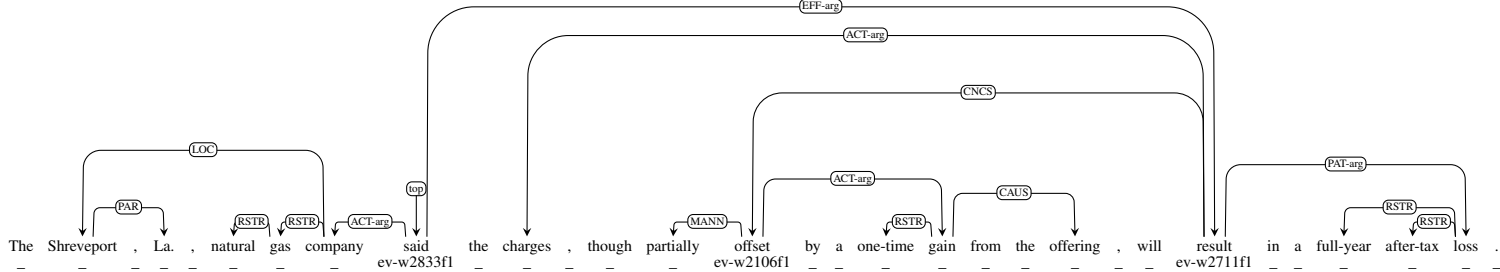 EFF-arg
ACT-arg
CNCS
LOC PAT-arg
top ACT-arg CAUS
PAR RSTR
RSTR RSTR ACT-arg MANN RSTR RSTR
The Shreveport , La. , natural gas company said the charges , though partially offset by a one-time gain from the offering , will result in a full-year after-tax loss .
_ _ _ _ _ _ _ _ ev-w2833f1 _ _ _ _ _ ev-w2106f1 _ _ _ _ _ _ _ _ _ ev-w2711f1 _ _ _ _ _ _